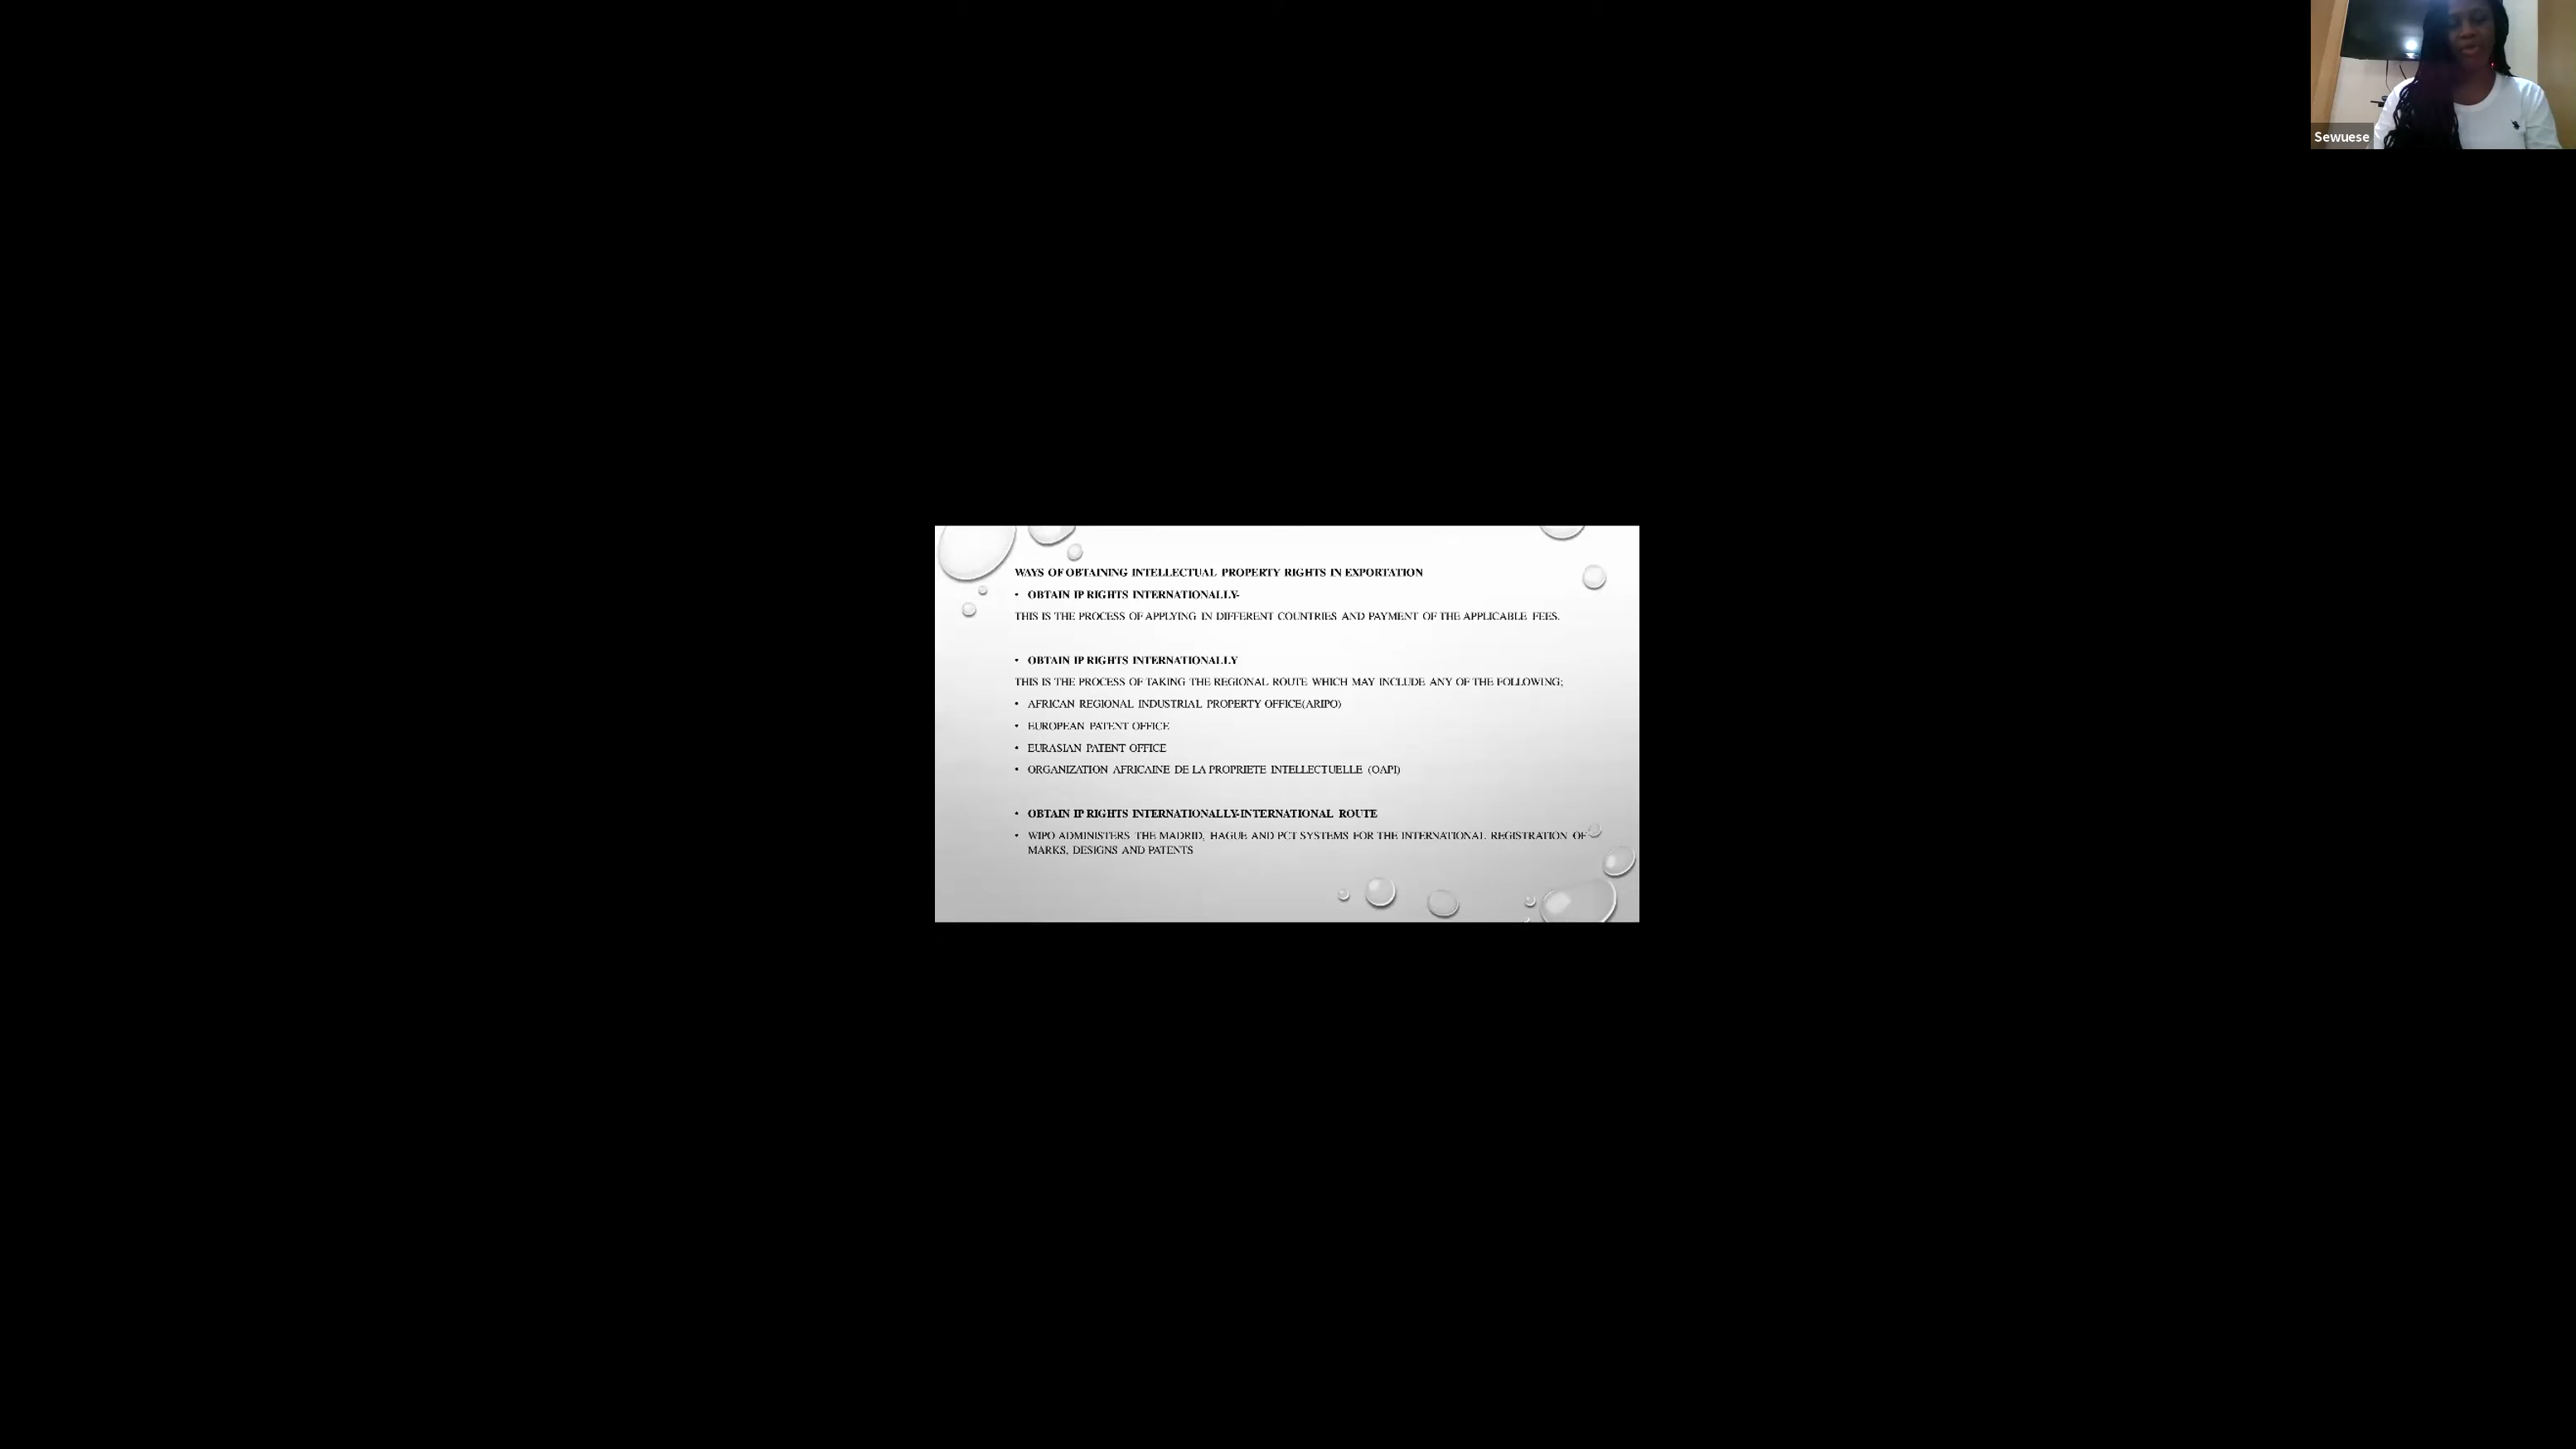 Sewuese
WAYS OF OBTAINING INTELLECTUAL PROPERTY RIGHTS IN EXPORTATION
• OBTAIN IP RIGHTS INTERNATIONALLY-
THIS IS THE PROCESS OF APPLYING IN DIFFERENT COUNTRIES AND PAYMENT OF THE APPLICABLE FEES.
• OBTAIN IP RIGHTS INTERNATIONALLY
THIS IS THE PROCESS OF TAKING THE REGIONAL ROUTE WHICH MAY INCLUDE ANY OF THE FOLLOWING;
• AFRICAN REGIONAL INDUSTRIAL PROPERTY OFFICE(ARIPO)
• EUROPEAN PATENT OFFICE
• EURASIAN PATENT OFFICE
• ORGANIZATION AFRICAINE DE LA PROPRIETE INTELLECTUELLE (OAPI)
• OBTAIN IP RIGHTS INTERNATIONALLY-INTERNATIONAL ROUTE
• WIPO ADMINISTERS THE MADRID, HAGUE AND PCT SYSTEMS FOR THE INTERNATIONAL REGISTRATION OF
MARKS, DESIGNS AND PATENTS